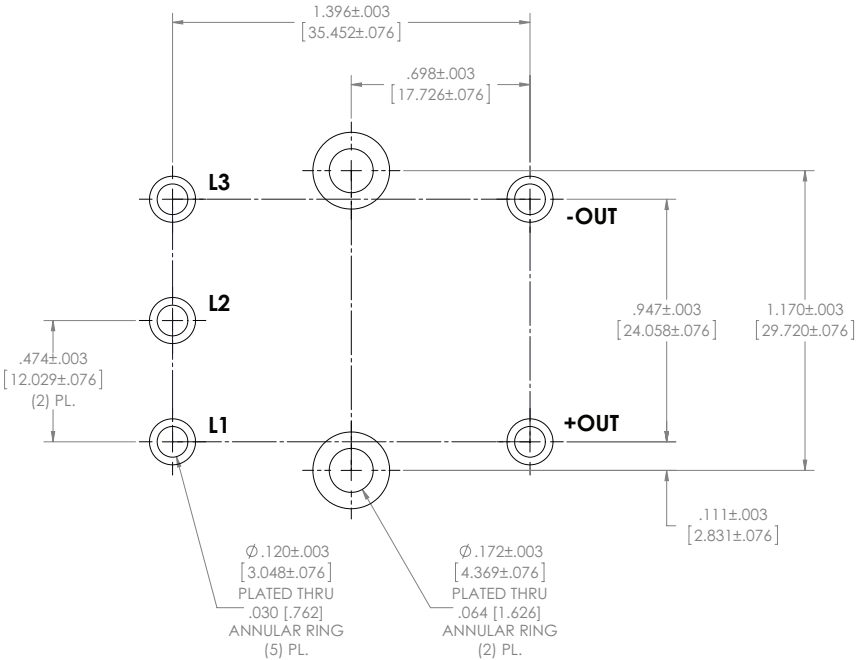 1.396±.003
[35.452±.076]
.698±.003
[17.726±.076]
L3
-OUT
L2
.947±.003
[24.058±.076]
1.170±.003
[29.720±.076]
.474±.003
[12.029±.076]
(2) PL.
L1
+OUT
.111±.003
[2.831±.076]
Ø.120±.003
[3.048±.076]
PLATED THRU
.030 [.762]
ANNULAR RING
(5) PL.
Ø.172±.003
[4.369±.076]
PLATED THRU
.064 [1.626]
ANNULAR RING
(2) PL.